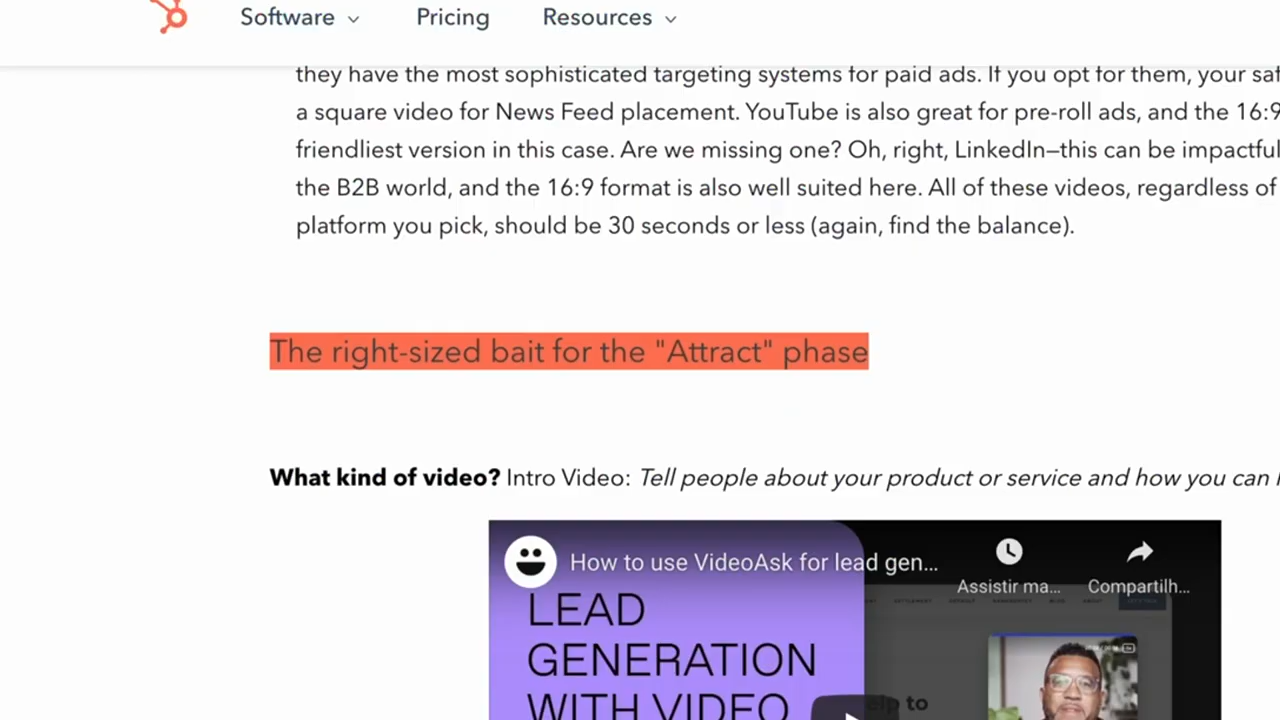 Software Pricing Resources
they have the most sophisticated targeting systems for paid ads. If you opt for them, your
a square video for News Feed placement. YouTube is also great for pre-roll ads, and the 16:9
friendliest version in this case. Are we missing one? Oh, right, LinkedIn—this can be impactful
the B2B world, and the 16:9 format is also well suited here. All of these videos, regardless of
platform you pick, should be 30 seconds or less (again, find the balance).
The right-sized bait for the "Attract" phase
What kind of video? Intro Video: Tell people about your product or service and how you can
How to use VideoAsk for lead gen...
Assistir ma... Compartilh...
LEAD
GENERATION
WITH VIDEO
to